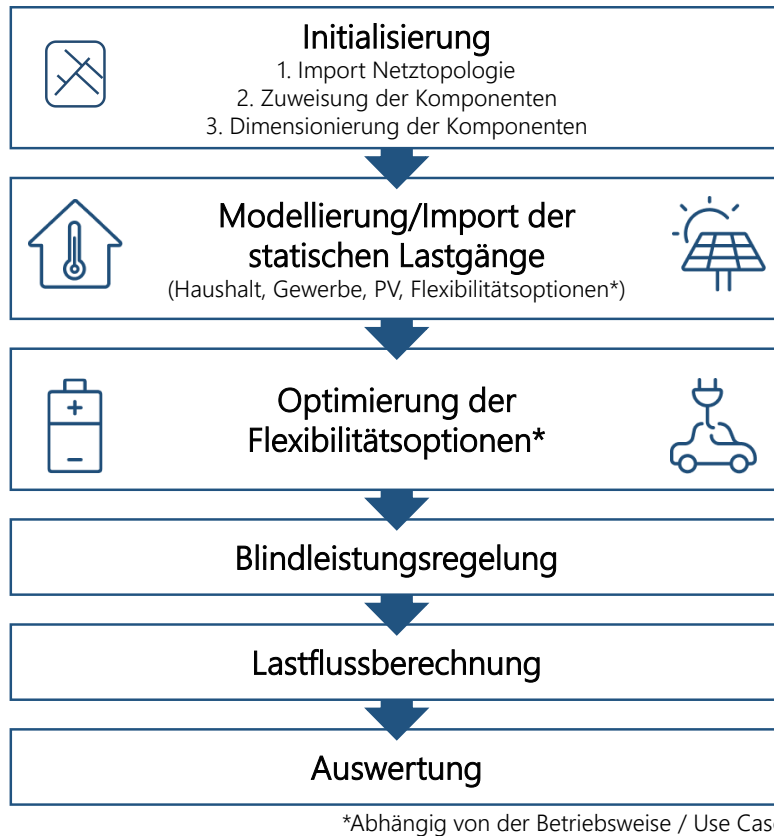 Initialisierung
1. Import Netztopologie
2. Zuweisung der Komponenten
3. Dimensionierung der Komponenten
Modellierung/Import der
statischen Lastgänge
(Haushalt, Gewerbe, PV, Flexibilitätsoptionen*)
Optimierung der
Flexibilitätsoptionen*
Blindleistungsregelung
Lastflussberechnung
Auswertung
*Abhängig von der Betriebsweise / Use Cas